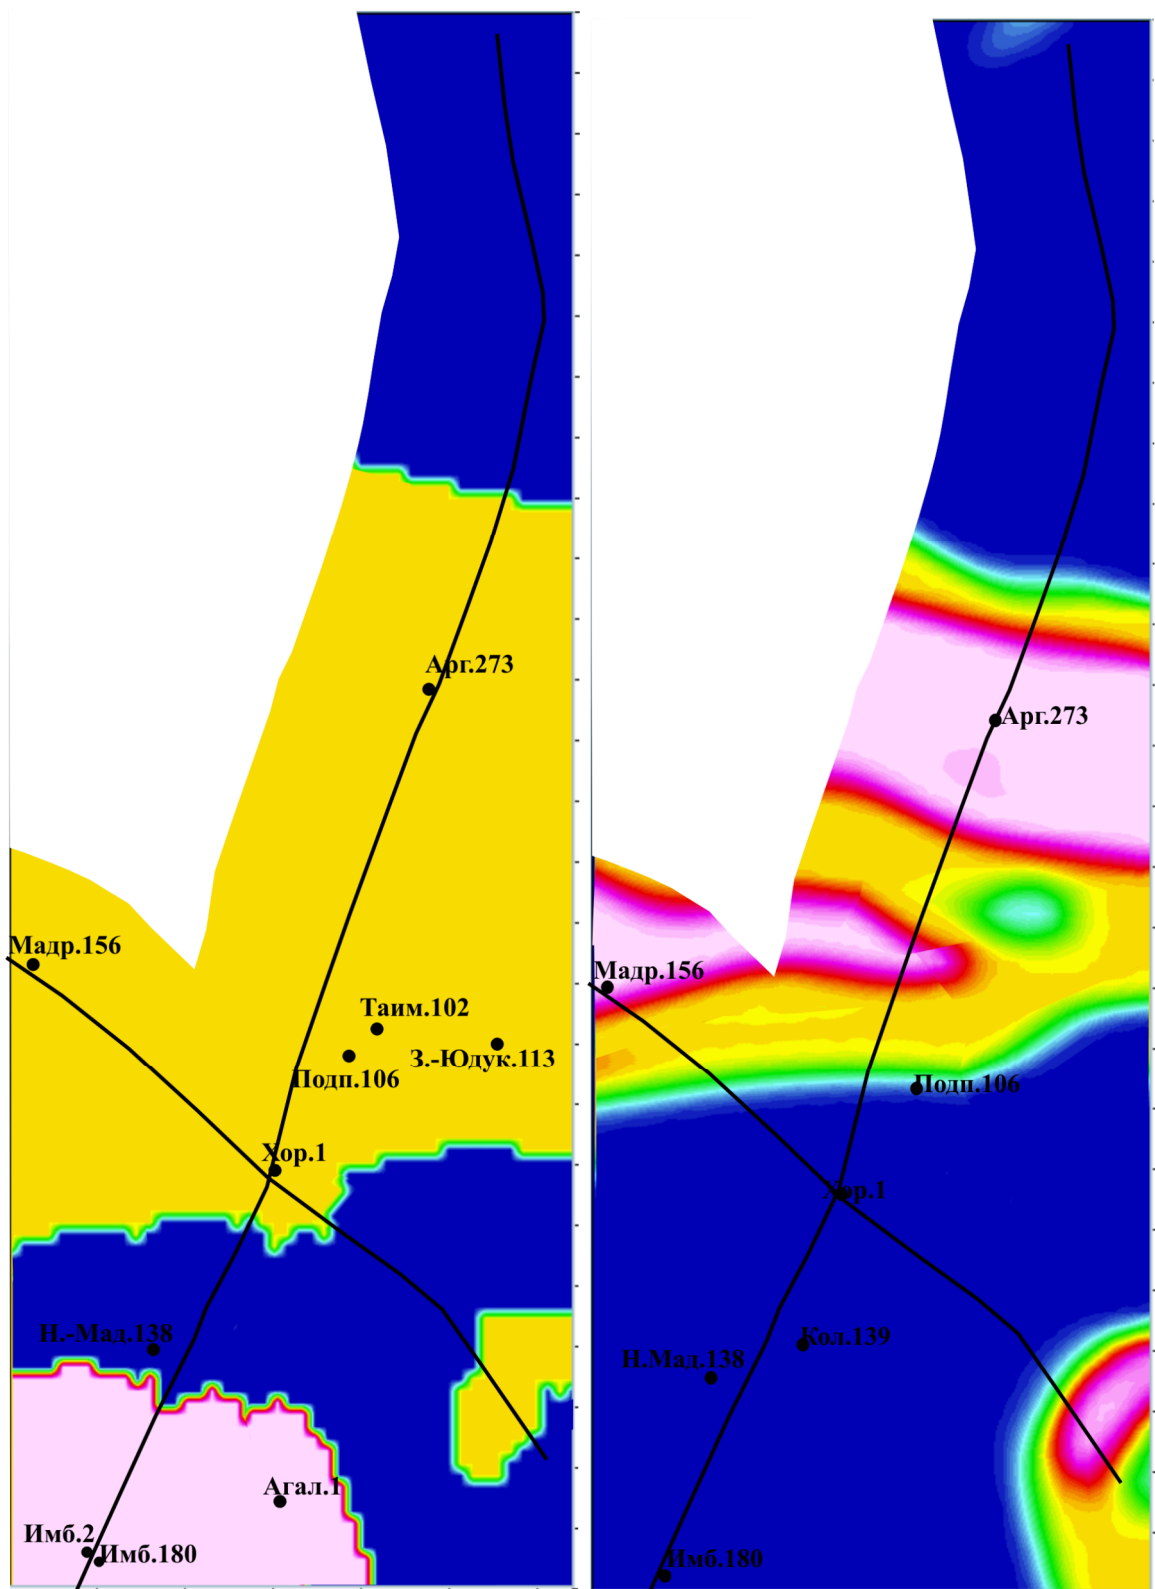 Арг.273
Мадр.156
Таим.102
З.-Юдук.113
Подп.106
Хор.1
Н.-Мад.138
Агал.1
Имб.2
Имб.180
Арг.273
Мадр.156
Подп.106
Хор.1
Кол.139
Н.Мад.138
Имб.180